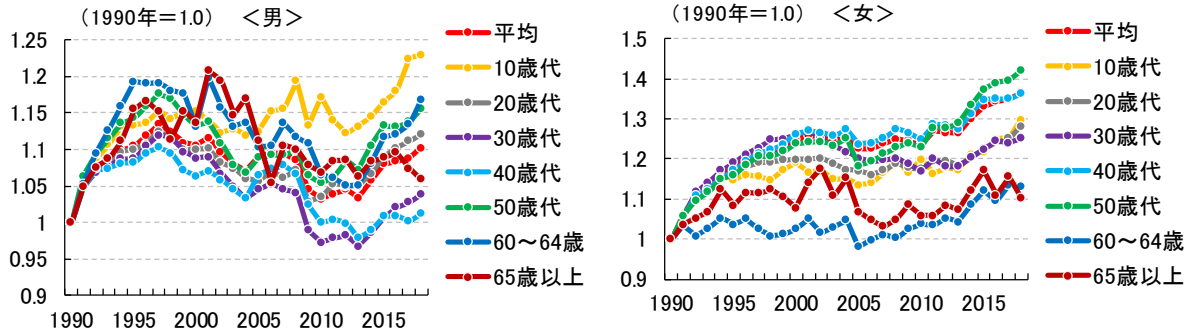 (1990年=1.0) <男>
1.25
1.2
1.15
1.1
1.05
1
0.95
0.9
1990 1995 2000 2005 2010 2015
平均
10歳代
20歳代
30歳代
40歳代
50歳代
60～64歳
65歳以上
(1990年=1.0) <女>
1.5
1.4
1.3
1.2
1.1
1
0.9
1990 1995 2000 2005 2010 2015
平均
10歳代
20歳代
30歳代
40歳代
50歳代
60～64歳
65歳以上